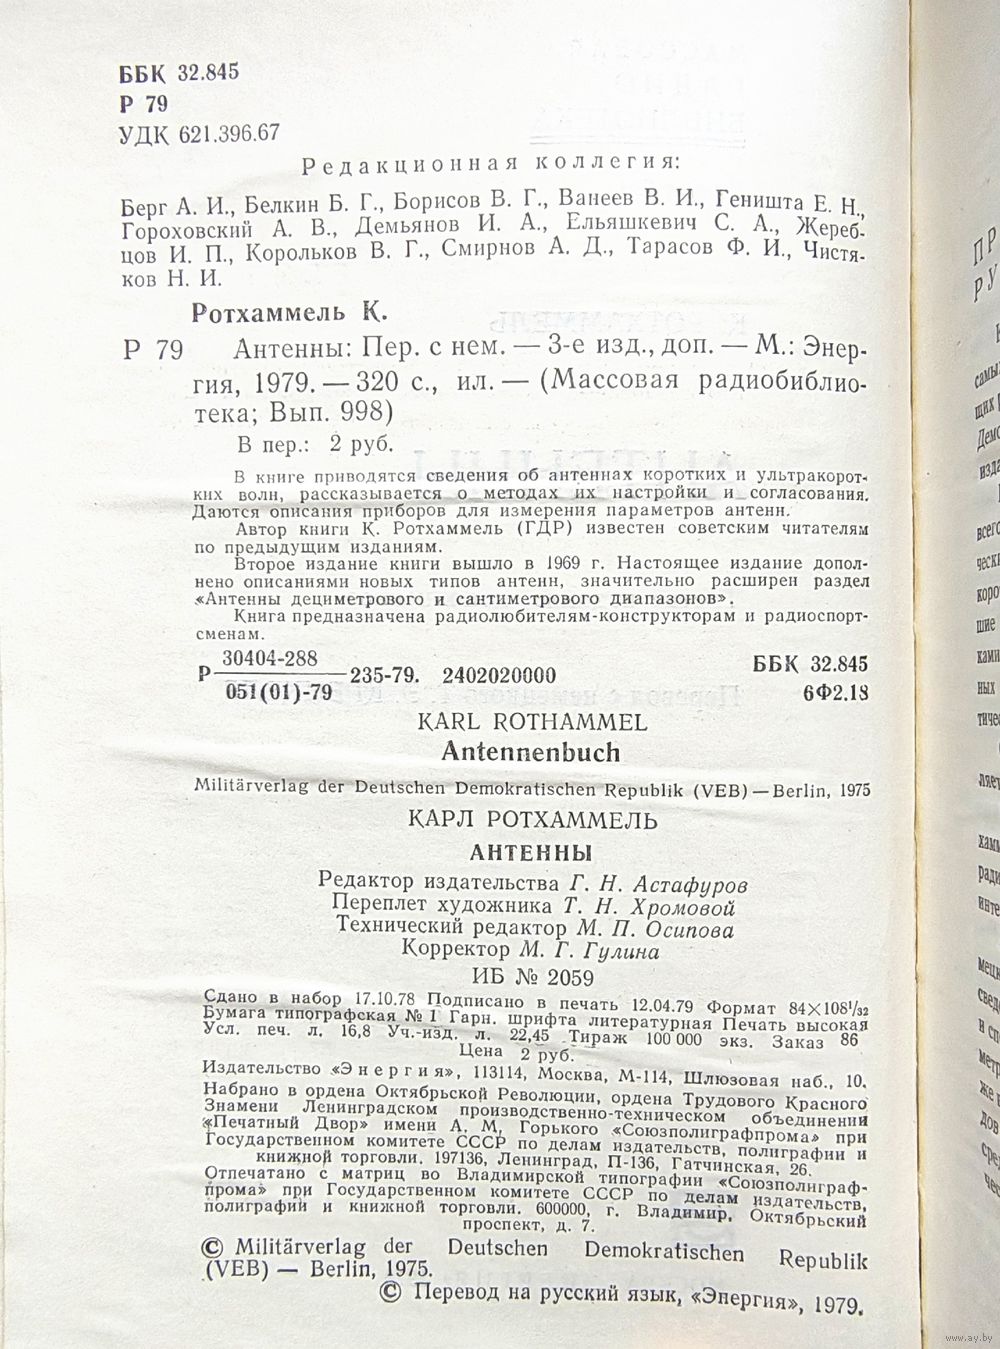 ББК 32.845
Р 79
УДК 621.396.67
Редакционная коллегия:
Берг А. И., Белкин Б. Г., Борисов В. Г., Ванеев В. И., Геништа Е. Н.,
Гороховский А. В., Демьянов И. А., Ельяшкевич С. А., Жереб-
цов И. П., Корольков В. Г., Смирнов А. Д., Тарасов Ф. И., Чистя-
ков Н. И.
Ротхаммель К.
Р 79 Антенны: Пер. с нем. — 3-е изд., доп. — М.: Энер-
гия, 1979. — 320 с., ил. — (Массовая радиобиблио-
тека; Вып. 998)
В пер.: 2 руб.
В книге приводятся сведения об антеннах коротких и ультракорот-
ких волн, рассказывается о методах их настройки и согласования.
Даются описания приборов для измерения параметров антенн.
Автор книги К. Ротхаммель (ГДР) известен советским читателям
по предыдущим изданиям.
Второе издание книги вышло в 1969 г. Настоящее издание допол-
нено описаниями новых типов антенн, значительно расширен раздел
«Антенны дециметрового и сантиметрового диапазонов».
Книга предназначена радиолюбителям-конструкторам и радиоспорт-
сменам.
Р 30404-288 / 051(01)-79 235-79. 2402020000
ББК 32.845
6Ф2.18
KARL ROTHAMMEL
Antennenbuch
Militärverlag der Deutschen Demokratischen Republik (VEB) — Berlin, 1975
КАРЛ РОТХАММЕЛЬ
АНТЕННЫ
Редактор издательства Г. Н. Астафуров
Переплет художника Т. Н. Хромовой
Технический редактор М. П. Осипова
Корректор М. Г. Гулина
ИБ № 2059
Сдано в набор 17.10.78 Подписано в печать 12.04.79 Формат 84×108¹/₃₂
Бумага типографская № 1 Гарн. шрифта литературная Печать высокая
Усл. печ. л. 16,8 Уч.-изд. л. 22,45 Тираж 100 000 экз. Заказ 86
Цена 2 руб.
Издательство «Энергия», 113114, Москва, М-114, Шлюзовая наб., 10.
Набрано в ордена Октябрьской Революции, ордена Трудового Красного
Знамени Ленинградском производственно-техническом объединении
«Печатный Двор» имени А. М. Горького «Союзполиграфпрома» при
Государственном комитете СССР по делам издательств, полиграфии и
книжной торговли. 197136, Ленинград, П-136, Гатчинская, 26.
Отпечатано с матриц во Владимирской типографии «Союзполиграф-
прома» при Государственном комитете СССР по делам издательств,
полиграфии и книжной торговли. 600000, г. Владимир, Октябрьский
проспект, д. 7.
© Militärverlag der Deutschen Demokratischen Republik
(VEB) — Berlin, 1975.
© Перевод на русский язык, «Энергия», 1979.
www.ay.by